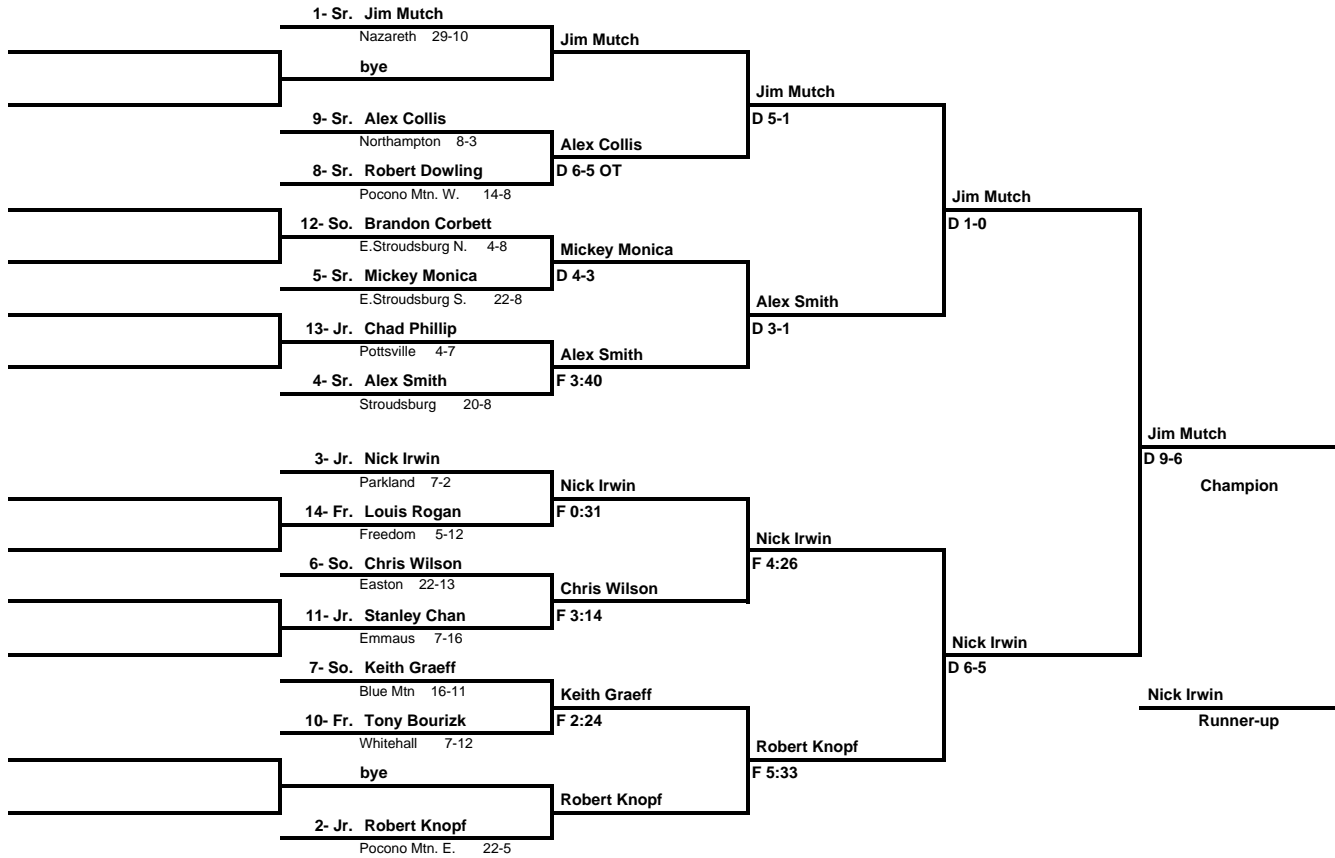 1- Sr. Jim Mutch
Nazareth 29-10
bye
9- Sr. Alex Collis
Northampton 8-3
8- Sr. Robert Dowling
Pocono Mtn. W. 14-8
12- So. Brandon Corbett
E.Stroudsburg N. 4-8
5- Sr. Mickey Monica
E.Stroudsburg S. 22-8
13- Jr. Chad Phillip
Pottsville 4-7
4- Sr. Alex Smith
Stroudsburg 20-8
3- Jr. Nick Irwin
Parkland 7-2
14- Fr. Louis Rogan
Freedom 5-12
6- So. Chris Wilson
Easton 22-13
11- Jr. Stanley Chan
Emmaus 7-16
7- So. Keith Graeff
Blue Mtn 16-11
10- Fr. Tony Bourizk
Whitehall 7-12
bye
2- Jr. Robert Knopf
Pocono Mtn. E. 22-5
Jim Mutch
Alex Collis
D 6-5 OT
Mickey Monica
D 4-3
Alex Smith
F 3:40
Nick Irwin
F 0:31
Chris Wilson
F 3:14
Keith Graeff
F 2:24
Robert Knopf
Jim Mutch
D 5-1
Alex Smith
D 3-1
Nick Irwin
F 4:26
Robert Knopf
F 5:33
Jim Mutch
D 1-0
Nick Irwin
D 6-5
Jim Mutch
D 9-6
Champion
Nick Irwin
Runner-up